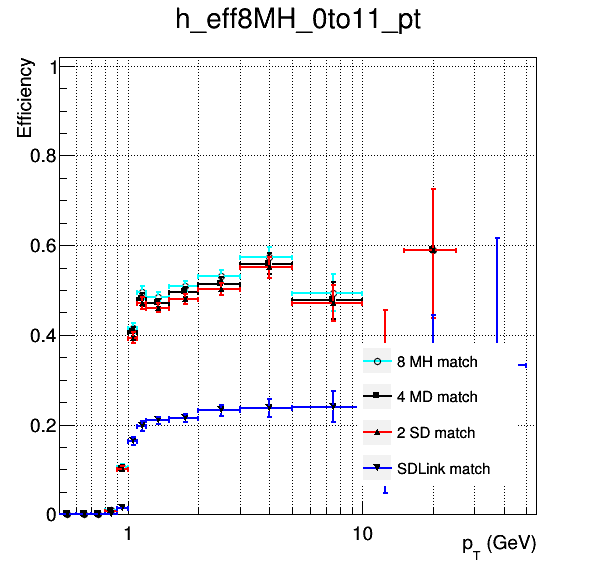 h_eff8MH_0to11_pt
Efficiency
1
0.8
0.6
0.4
0.2
0
8 MH match
4 MD match
2 SD match
SDLink match
1
10
p_T (GeV)